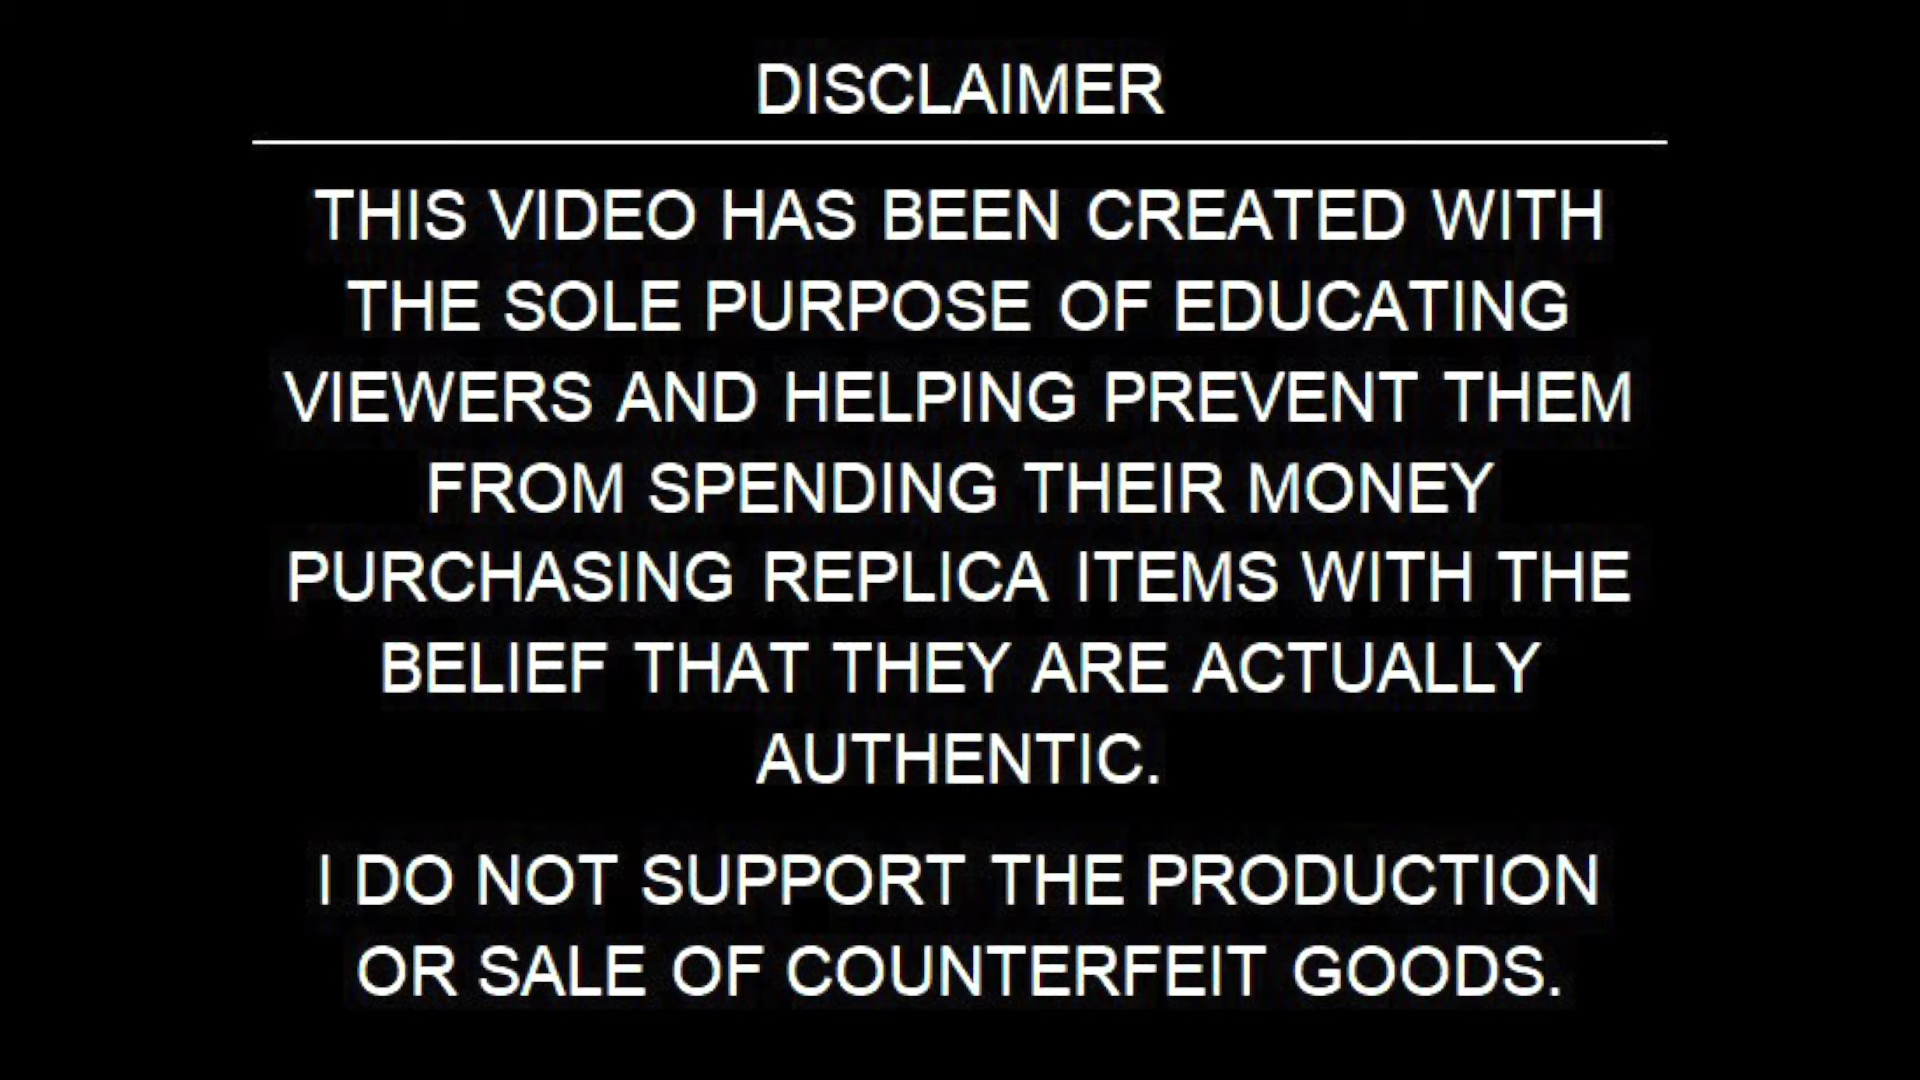 DISCLAIMER
THIS VIDEO HAS BEEN CREATED WITH
THE SOLE PURPOSE OF EDUCATING
VIEWERS AND HELPING PREVENT THEM
FROM SPENDING THEIR MONEY
PURCHASING REPLICA ITEMS WITH THE
BELIEF THAT THEY ARE ACTUALLY
AUTHENTIC.
I DO NOT SUPPORT THE PRODUCTION
OR SALE OF COUNTERFEIT GOODS.